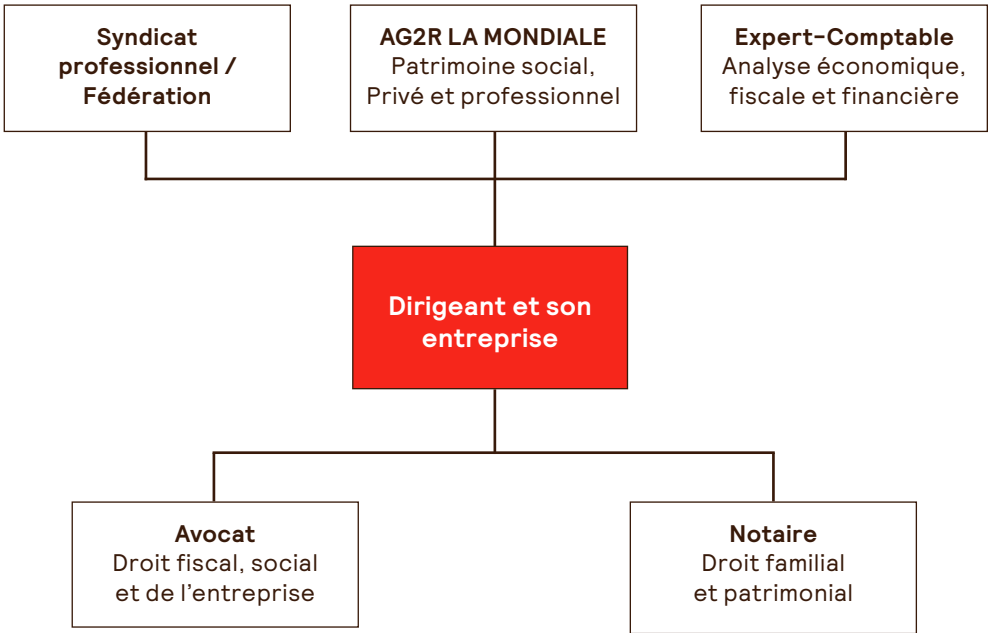 Syndicat
professionnel /
Fédération
AG2R LA MONDIALE
Patrimoine social,
Privé et professionnel
Expert-Comptable
Analyse économique,
fiscale et financière
Dirigeant et son
entreprise
Avocat
Droit fiscal, social
et de l'entreprise
Notaire
Droit familial
et patrimonial